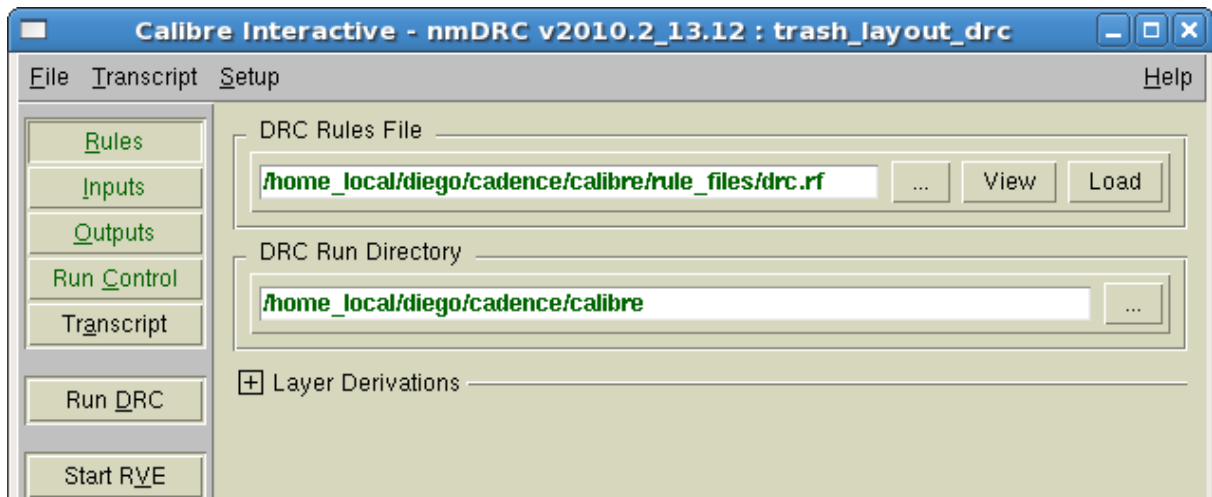 Calibre Interactive - nmDRC v2010.2_13.12 : trash_layout_drc
File Transcript Setup Help
Rules
Inputs
Outputs
Run Control
Transcript
Run DRC
Start RVE
DRC Rules File
/home_local/diego/cadence/calibre/rule_files/drc.rf ... View Load
DRC Run Directory
/home_local/diego/cadence/calibre ...
+ Layer Derivations